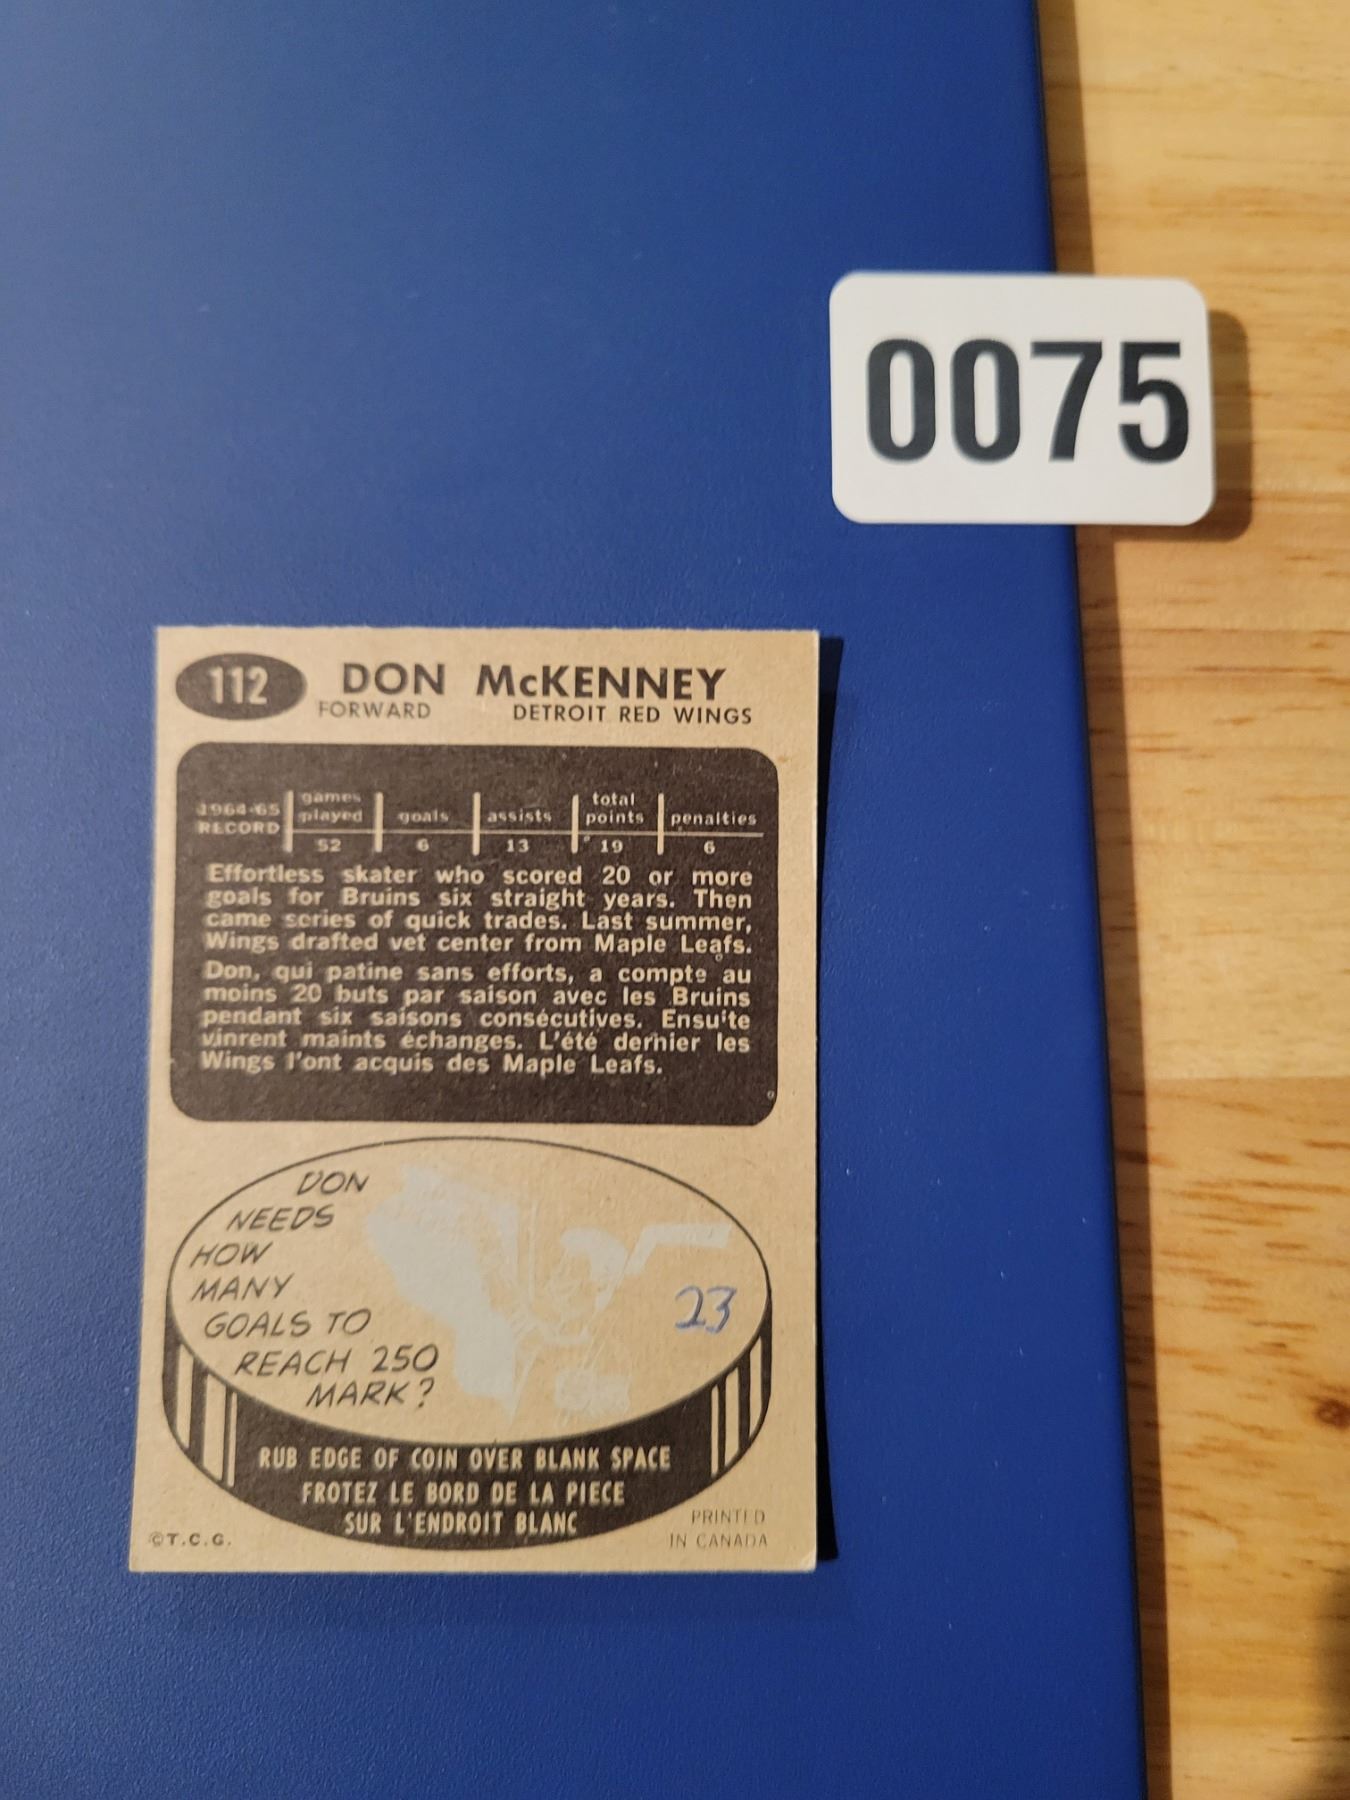 0075
112 DON McKENNEY
FORWARD DETROIT RED WINGS
1964-65 RECORD games played goals assists total points penalties
52 6 13 19 6
Effortless skater who scored 20 or more
goals for Bruins six straight years. Then
came series of quick trades. Last summer,
Wings drafted vet center from Maple Leafs.
Don, qui patine sans efforts, a compte au
moins 20 buts par saison avec les Bruins
pendant six saisons consécutives. Ensuite
vinrent maints échanges. L'été dernier les
Wings l'ont acquis des Maple Leafs.
DON
NEEDS
HOW
MANY
GOALS TO
REACH 250
MARK?
23
RUB EDGE OF COIN OVER BLANK SPACE
FROTEZ LE BORD DE LA PIECE
SUR L'ENDROIT BLANC
©T.C.G.
PRINTED
IN CANADA